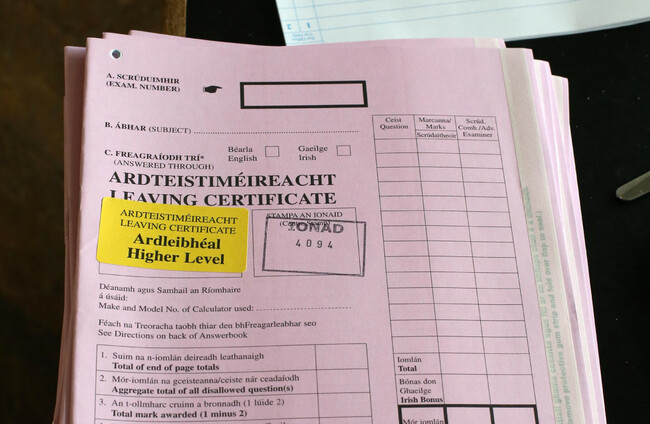 A. SCRÚDUIMHIR
(EXAM. NUMBER)
B. ÁBHAR (SUBJECT)
C. FREAGRAÍODH TRÍ*
(ANSWERED THROUGH)
Béarla
English
Gaeilge
Irish
ARDTEISTIMÉIREACHT
LEAVING CERTIFICATE
ARDTEISTIMÉIREACHT
LEAVING CERTIFICATE
Ardleibhéal
Higher Level
STAMPA AN IONAID
IONAD
4094
Déanamh agus Samhail an Ríomhaire
á úsáid:
Make and Model No. of Calculator used:
Féach na Treoracha taobh thiar den bhFreagarleabhar seo
See Directions on back of Answerbook
1. Suim na n-iomlán deireadh leathanaigh
Total of end of page totals
2. Mór-iomlán na gceisteanna/ceiste nár ceadaíodh
Aggregate total of all disallowed question(s)
3. An t-ollmharc cruinn a bronnadh (1 lúide 2)
Total mark awarded (1 minus 2)
Ceist
Question
Marcanna/
Marks
Scrúdaitheoir
Scrúd.
Comh./Adv.
Examiner
Iomlán
Total
Bónas don
Ghaeilge
Irish Bonus
Mór iomlán
1
2